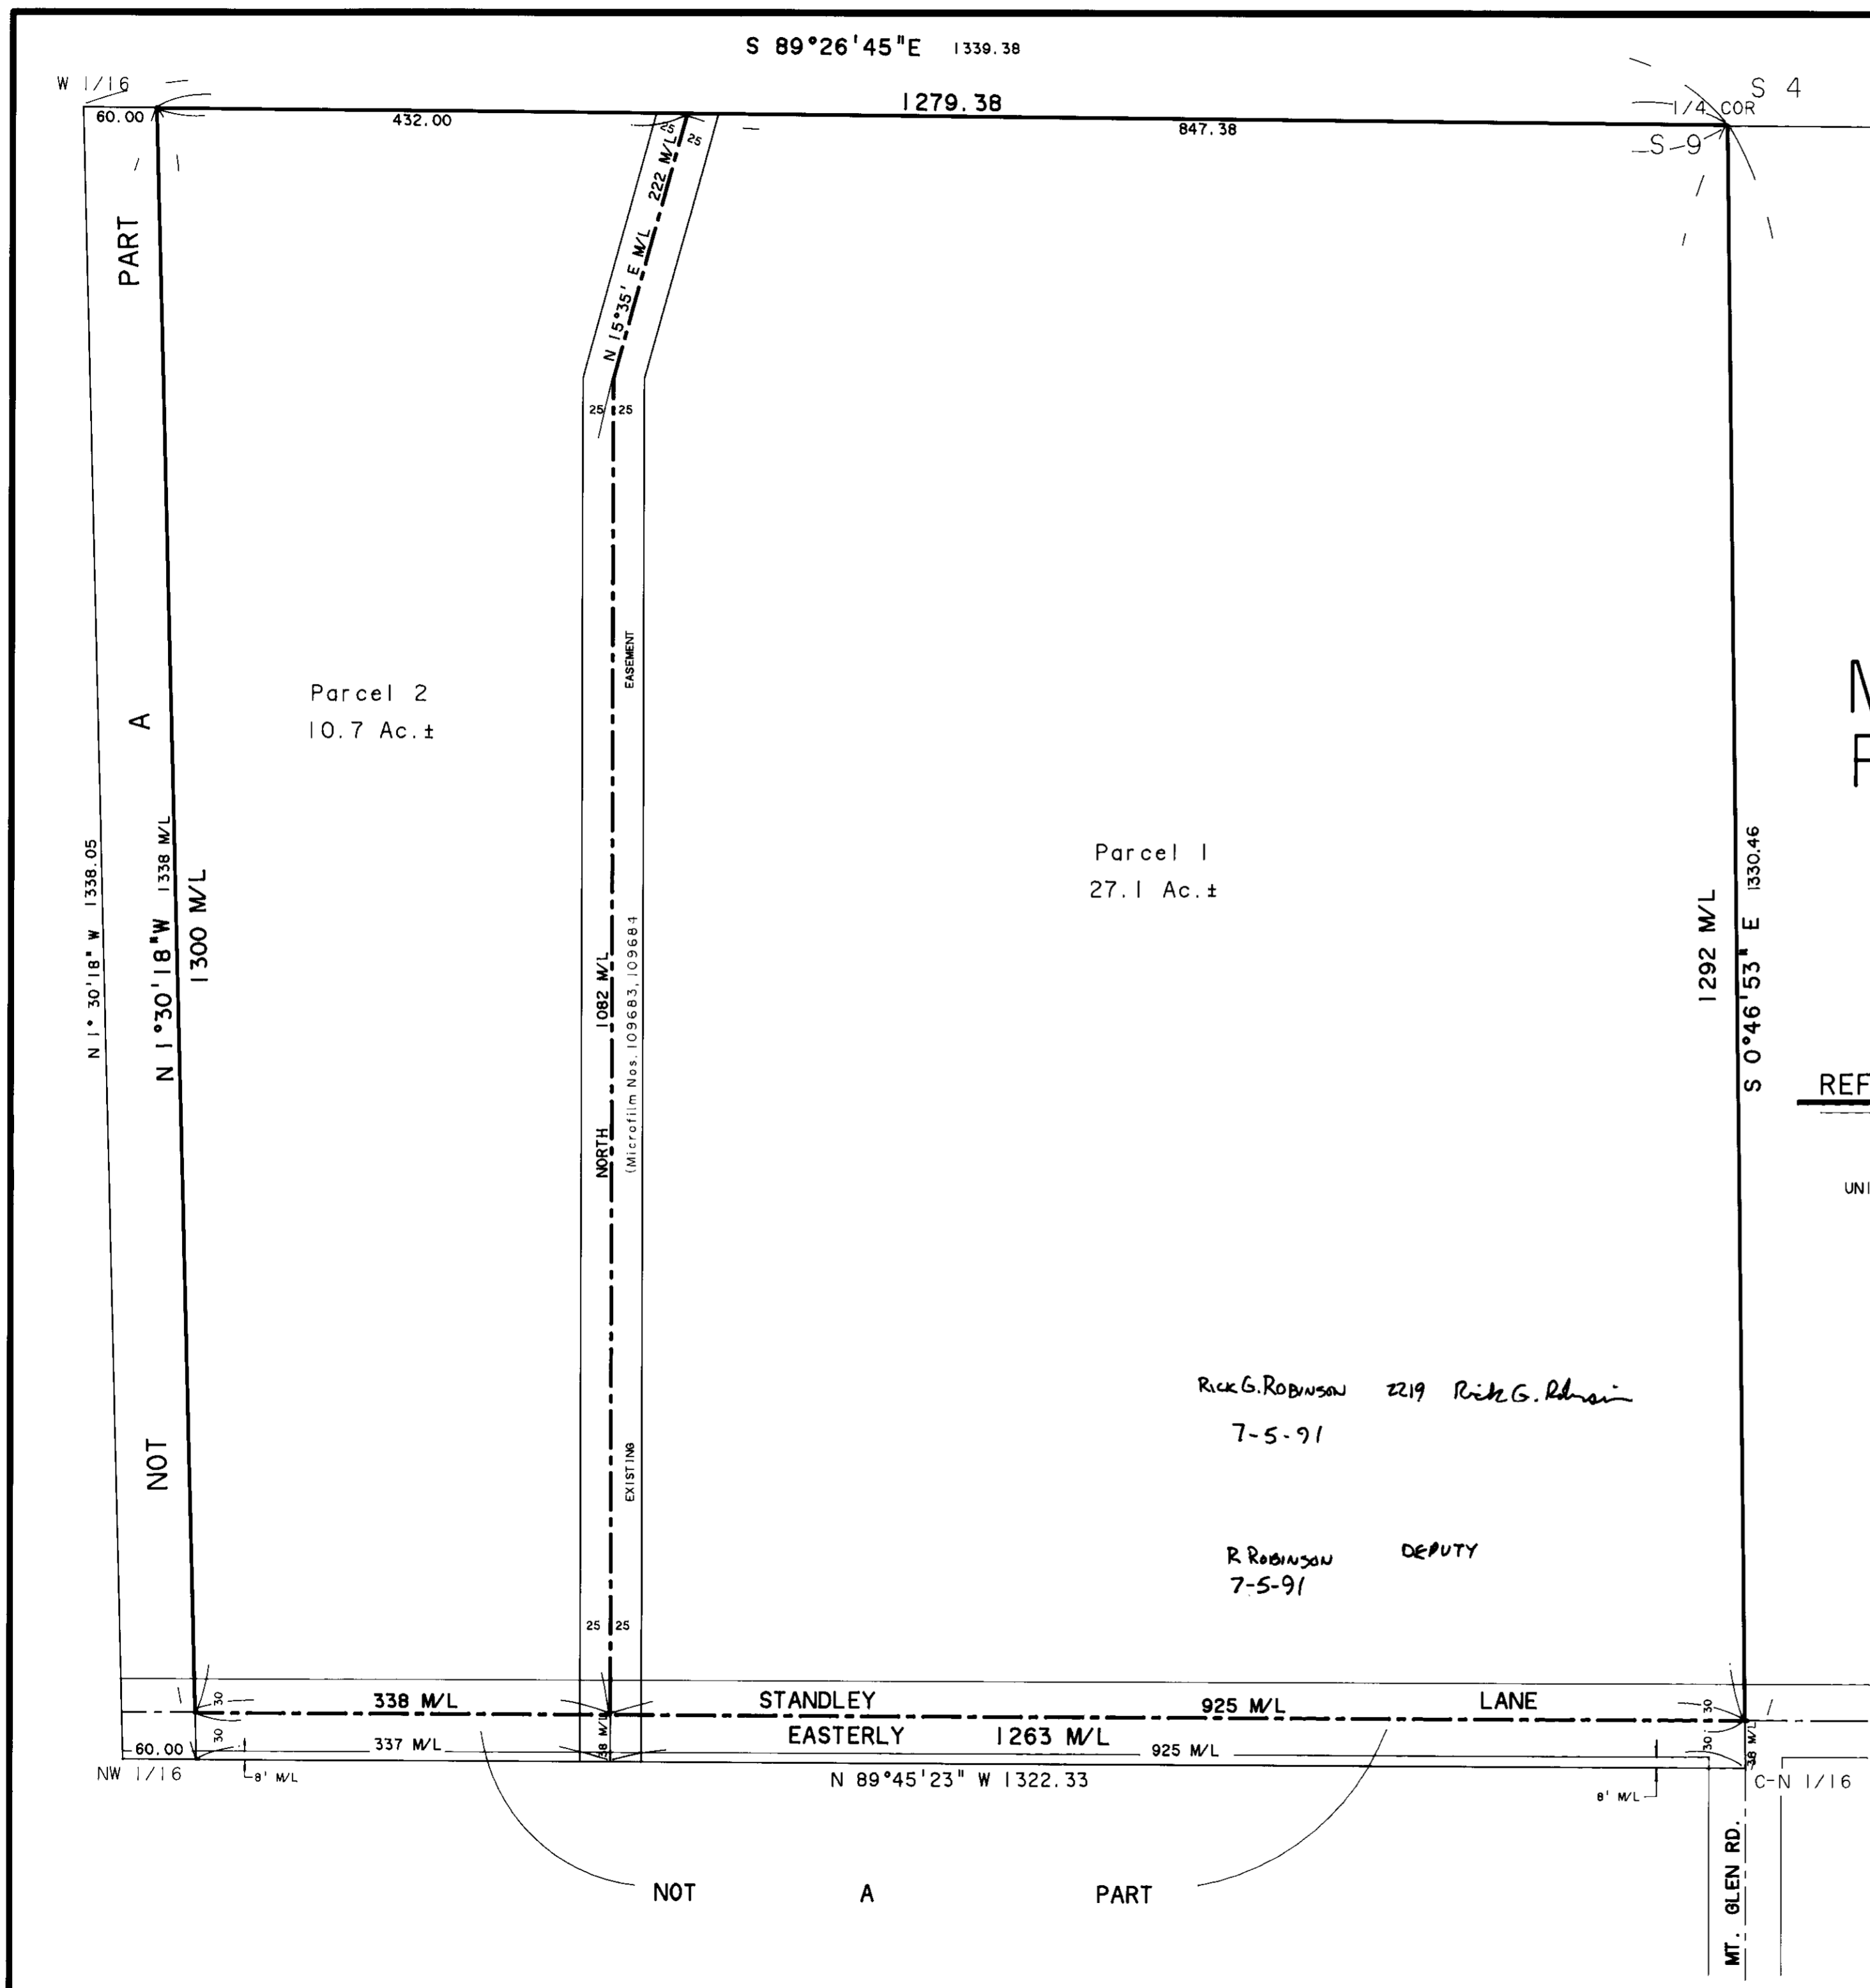 S 89°26'45"E 1339.38
W 1/16
S 4
1279.38
1/4 COR
60.00
432.00
847.38
25
25
S 9
222 M/L
N 15°35' E M/L
PART
25 25
EASEMENT
Parcel 2
10.7 Ac.±
A
Parcel 1
27.1 Ac.±
N 1° 30'18" W 1338.05
N 1°30'18"W 1338 M/L
1300 M/L
1292 M/L
S 0°46'53" E 1330.46
NORTH 1082 M/L
(Microfilm Nos. 109683, 109684
REF
UNI
RICK G. ROBINSON 2219 Rick G. Robinson
7-5-91
NOT
EXISTING
R ROBINSON DEPUTY
7-5-91
25 25
30
338 M/L
STANDLEY
925 M/L
LANE
30
30
EASTERLY 1263 M/L
30
60.00
337 M/L
38 M/L
925 M/L
38 M/L
NW 1/16
8' M/L
N 89°45'23" W 1322.33
8' M/L
C-N 1/16
MT. GLEN RD.
NOT A PART